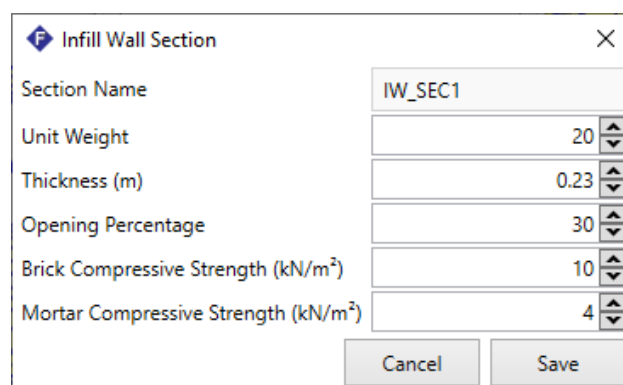 F Infill Wall Section
Section Name IW_SEC1
Unit Weight 20
Thickness (m) 0.23
Opening Percentage 30
Brick Compressive Strength (kN/m²) 10
Mortar Compressive Strength (kN/m²) 4
Cancel Save